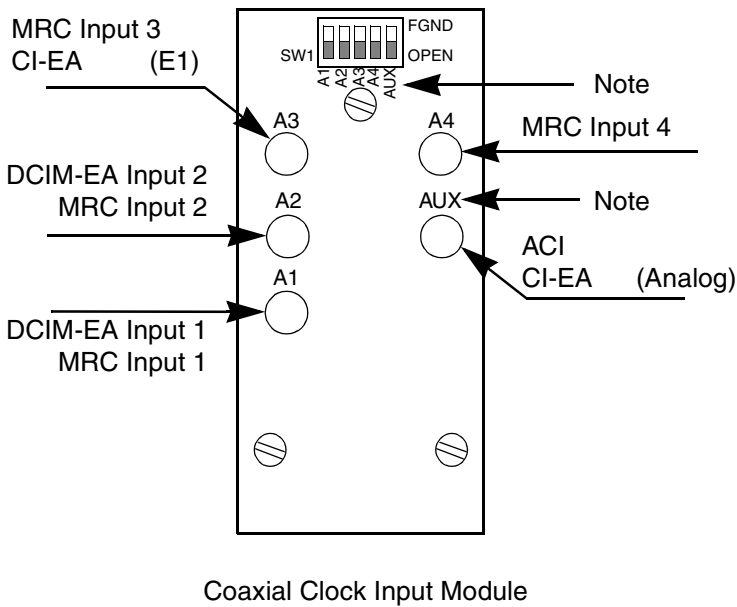 MRC Input 3
CI-EA (E1)
FGND
SW1
OPEN
A1
A2
A3
A4
AUX
Note
A3
A4
MRC Input 4
DCIM-EA Input 2
MRC Input 2
A2
AUX
Note
ACI
CI-EA (Analog)
A1
DCIM-EA Input 1
MRC Input 1
Coaxial Clock Input Module